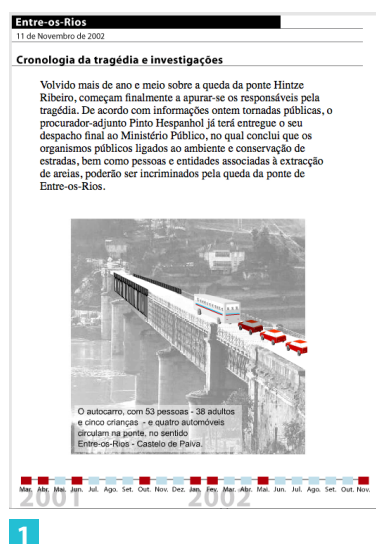 Entre-os-Rios
11 de Novembro de 2002
Cronologia da tragédia e investigações
Volvido mais de ano e meio sobre a queda da ponte Hintze
Ribeiro, começam finalmente a apurar-se os responsáveis pela
tragédia. De acordo com informações ontem tornadas públicas, o
procurador-adjunto Pinto Hespanhol já terá entregue o seu
despacho final ao Ministério Público, no qual conclui que os
organismos públicos ligados ao ambiente e conservação de
estradas, bem como pessoas e entidades associadas à extracção
de areias, poderão ser incriminados pela queda da ponte de
Entre-os-Rios.
O autocarro, com 53 pessoas - 38 adultos
e cinco crianças - e quatro automóveis
circulam na ponte, no sentido
Entre-os-Rios - Castelo de Paiva.
Mar. Abr. Mai. Jun. Jul. Ago. Set. Out. Nov. Dez. Jan. Fev. Mar. Abr. Mai. Jun. Jul. Ago. Set. Out. Nov.
2001 2002
1